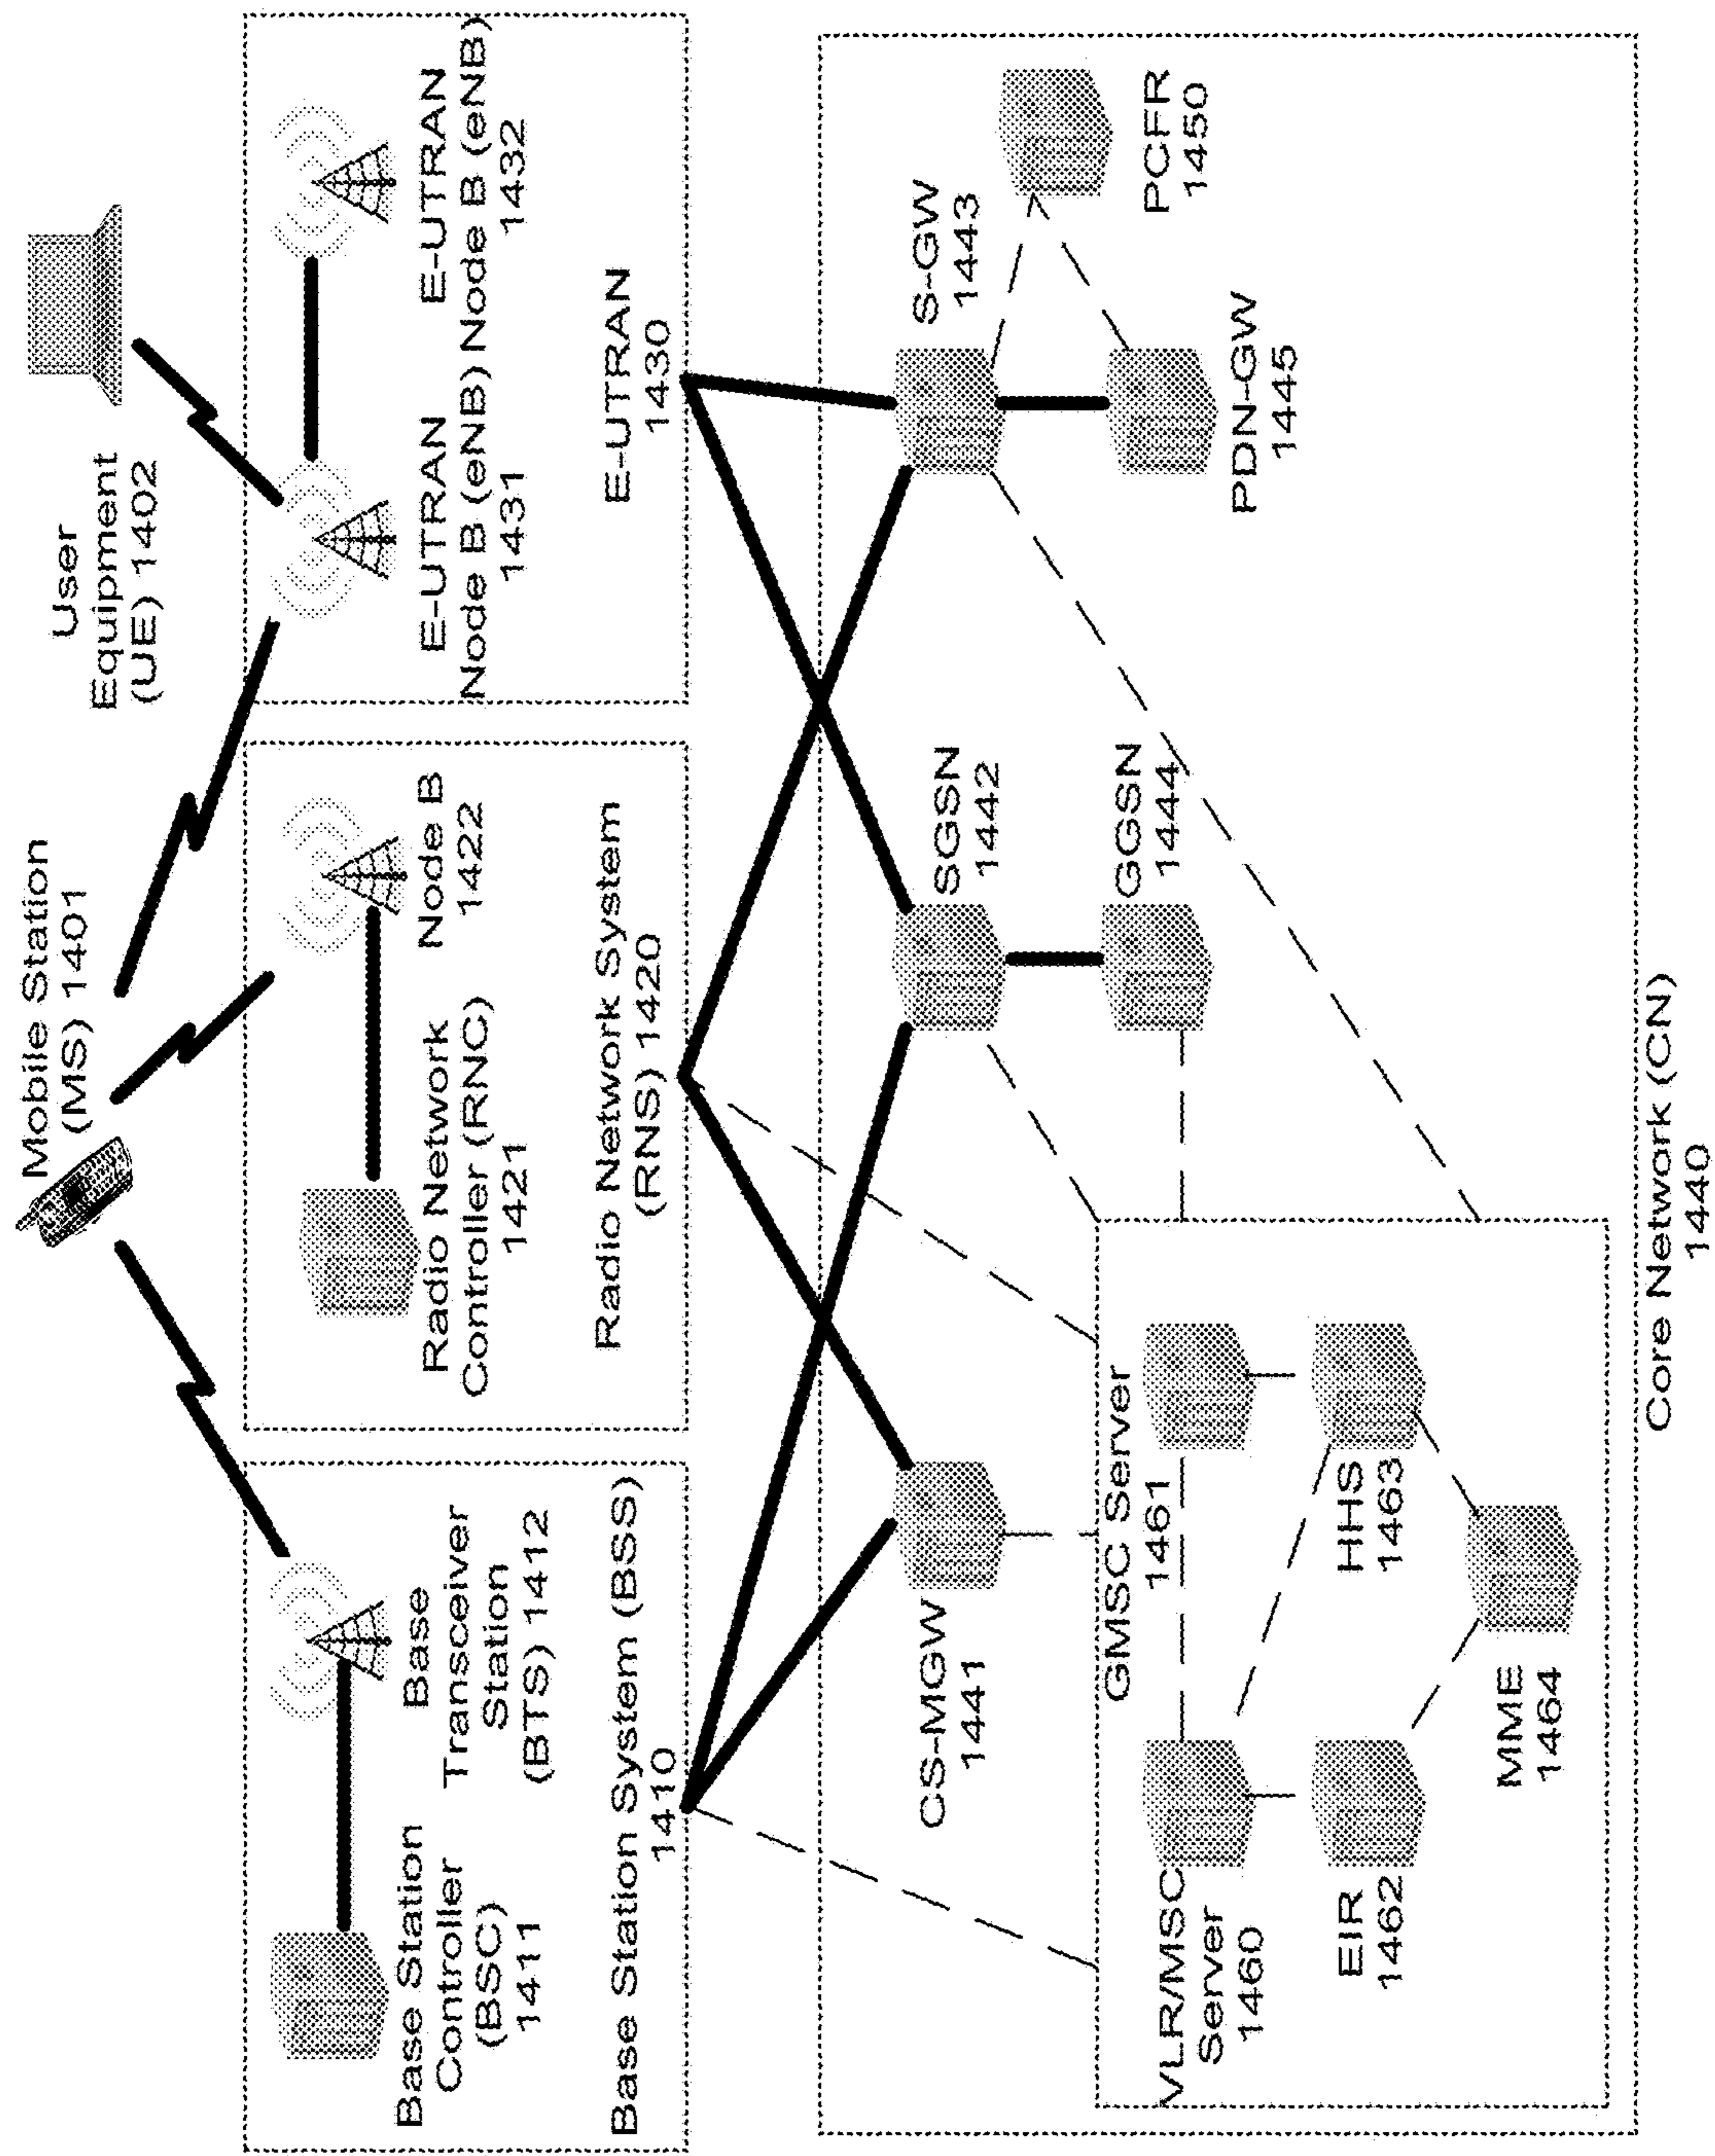 Mobile Station
(MS) 1401
User
Equipment
(UE) 1402
Base Station
Controller
(BSC)
1411
Base
Transceiver
Station
(BTS) 1412
Base Station System (BSS)
1410
Radio Network
Controller (RNC)
1421
Node B
1422
Radio Network System
(RNS) 1420
E-UTRAN
Node B (eNB)
1431
E-UTRAN
Node B (eNB)
1432
E-UTRAN
1430
CS-MGW
1441
SGSN
1442
GGSN
1444
S-GW
1443
PDN-GW
1445
PCFR
1450
VLR/MSC
Server
1460
GMSC Server
1461
EIR
1462
HHS
1463
MME
1464
Core Network (CN)
1440